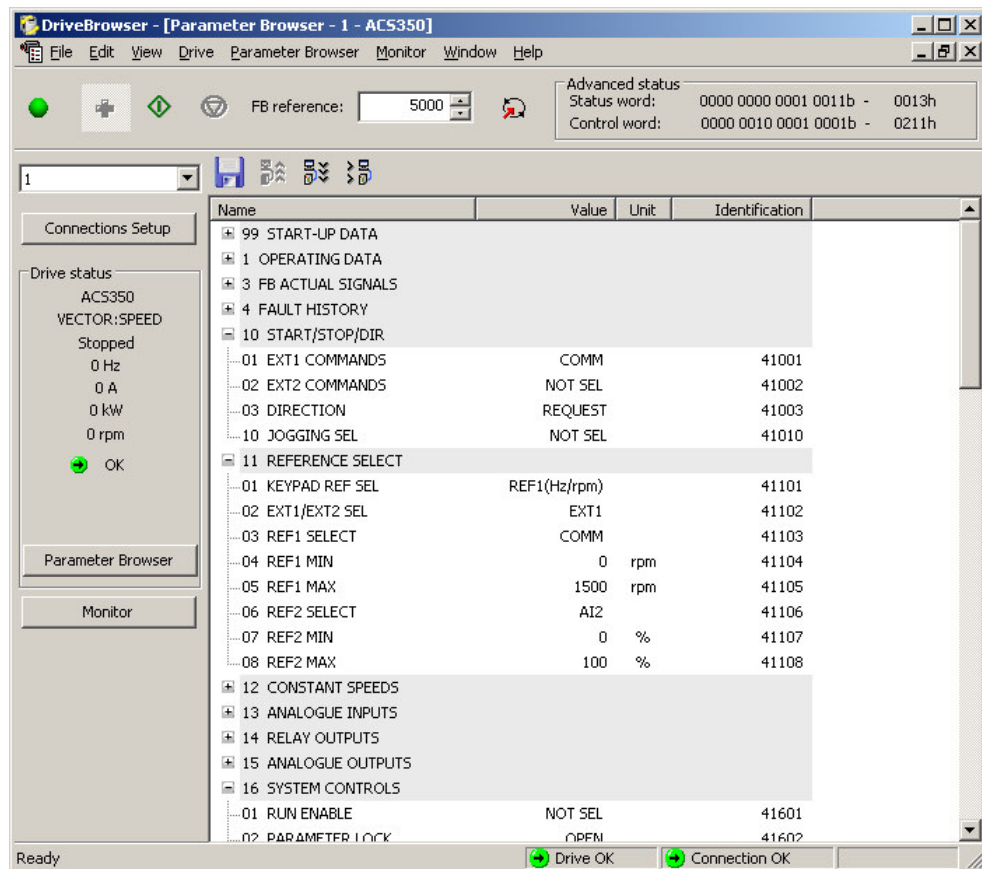 DriveBrowser - [Parameter Browser - 1 - ACS350]
File Edit View Drive Parameter Browser Monitor Window Help
FB reference: 5000
Advanced status
Status word: 0000 0000 0001 0011b - 0013h
Control word: 0000 0010 0001 0001b - 0211h
1
Connections Setup
Drive status
ACS350
VECTOR:SPEED
Stopped
0 Hz
0 A
0 kW
0 rpm
OK
Parameter Browser
Monitor
Name Value Unit Identification
99 START-UP DATA
1 OPERATING DATA
3 FB ACTUAL SIGNALS
4 FAULT HISTORY
10 START/STOP/DIR
01 EXT1 COMMANDS COMM 41001
02 EXT2 COMMANDS NOT SEL 41002
03 DIRECTION REQUEST 41003
10 JOGGING SEL NOT SEL 41010
11 REFERENCE SELECT
01 KEYPAD REF SEL REF1(Hz/rpm) 41101
02 EXT1/EXT2 SEL EXT1 41102
03 REF1 SELECT COMM 41103
04 REF1 MIN 0 rpm 41104
05 REF1 MAX 1500 rpm 41105
06 REF2 SELECT AI2 41106
07 REF2 MIN 0 % 41107
08 REF2 MAX 100 % 41108
12 CONSTANT SPEEDS
13 ANALOGUE INPUTS
14 RELAY OUTPUTS
15 ANALOGUE OUTPUTS
16 SYSTEM CONTROLS
01 RUN ENABLE NOT SEL 41601
02 PARAMETER LOCK OPEN 41602
Ready Drive OK Connection OK